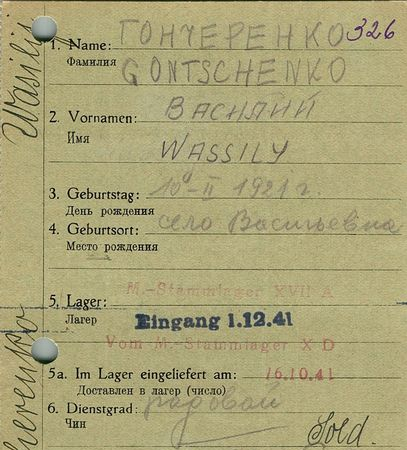 Wassily
1. Name: ГОНЧЕРЕНКО 326
Фамилия GONTSCHENKO
2. Vornamen: ВАСИЛИЙ
Имя
WASSILY
3. Geburtstag: 10-II 1921 г.
День рождения
4. Geburtsort: село Васильевна
Место рождения
M.-Stammlager XVII A
5. Lager:
Лагер Eingang 1.12.41
Vom M.-Stammlager X D
5a. Im Lager eingeliefert am: 16.10.41
Доставлен в лагер (число)
6. Dienstgrad: рядовой
Чин
Sold.